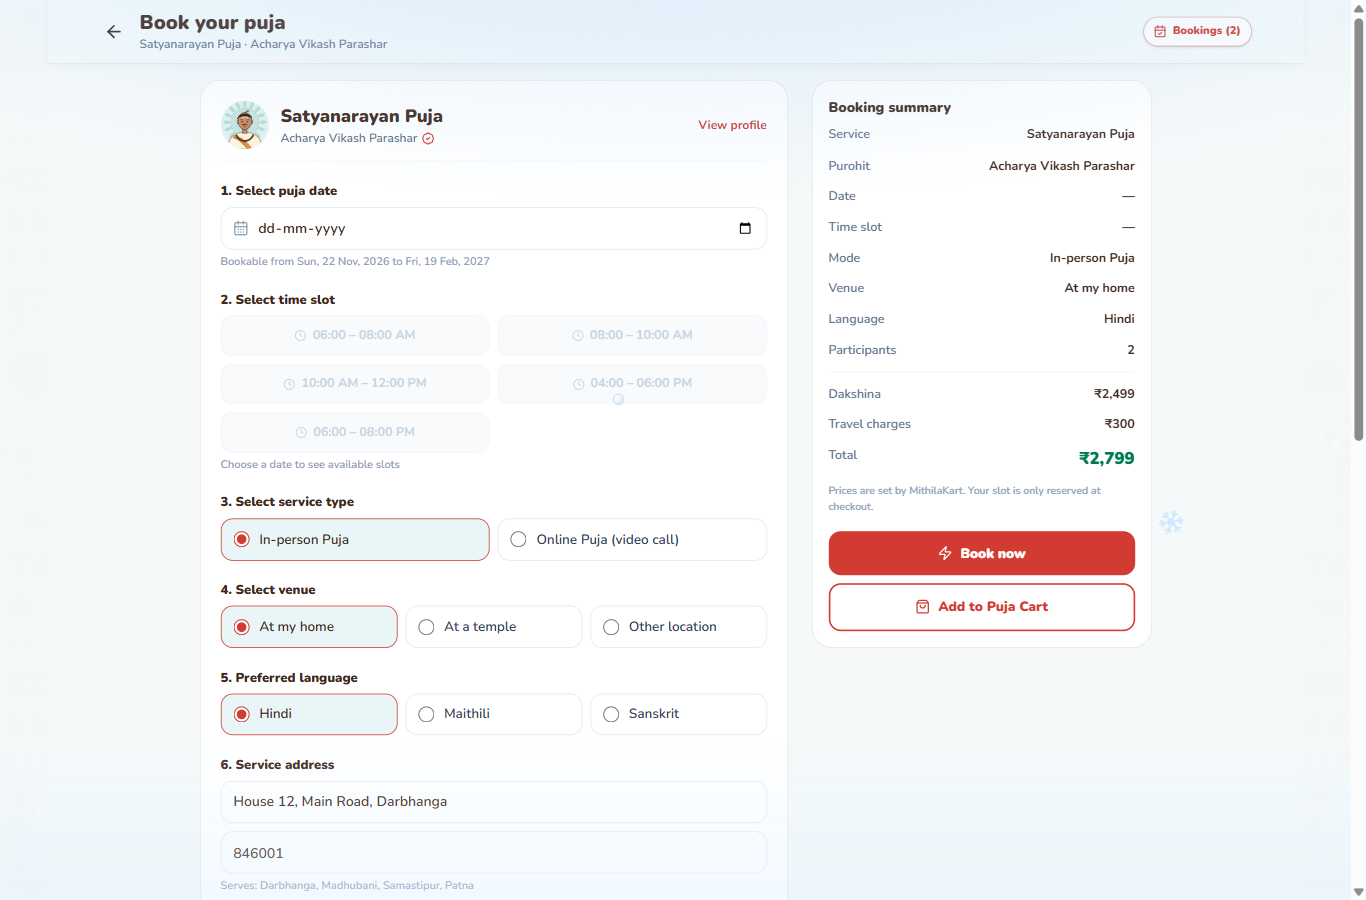 Book your puja
Satyanarayan Puja · Acharya Vikash Parashar
Bookings (2)
Satyanarayan Puja
Acharya Vikash Parashar
View profile
1. Select puja date
dd-mm-yyyy
Bookable from Sun, 22 Nov, 2026 to Fri, 19 Feb, 2027
2. Select time slot
06:00 – 08:00 AM
08:00 – 10:00 AM
10:00 AM – 12:00 PM
04:00 – 06:00 PM
06:00 – 08:00 PM
Choose a date to see available slots
3. Select service type
In-person Puja
Online Puja (video call)
4. Select venue
At my home
At a temple
Other location
5. Preferred language
Hindi
Maithili
Sanskrit
6. Service address
House 12, Main Road, Darbhanga
846001
Serves: Darbhanga, Madhubani, Samastipur, Patna
Booking summary
Service Satyanarayan Puja
Purohit Acharya Vikash Parashar
Date —
Time slot —
Mode In-person Puja
Venue At my home
Language Hindi
Participants 2
Dakshina ₹2,499
Travel charges ₹300
Total ₹2,799
Prices are set by MithilaKart. Your slot is only reserved at
checkout.
Book now
Add to Puja Cart